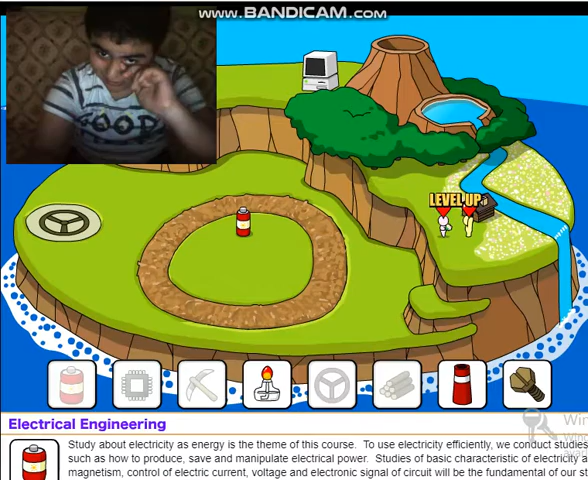 www.BANDICAM.com
GOOD
LEVEL UP
Electrical Engineering
Study about electricity as energy is the theme of this course. To use electricity efficiently, we conduct studies
such as how to produce, save and manipulate electrical power. Studies of basic characteristic of electricity a
magnetism, control of electric current, voltage and electronic signal of circuit will be the fundamental of our st